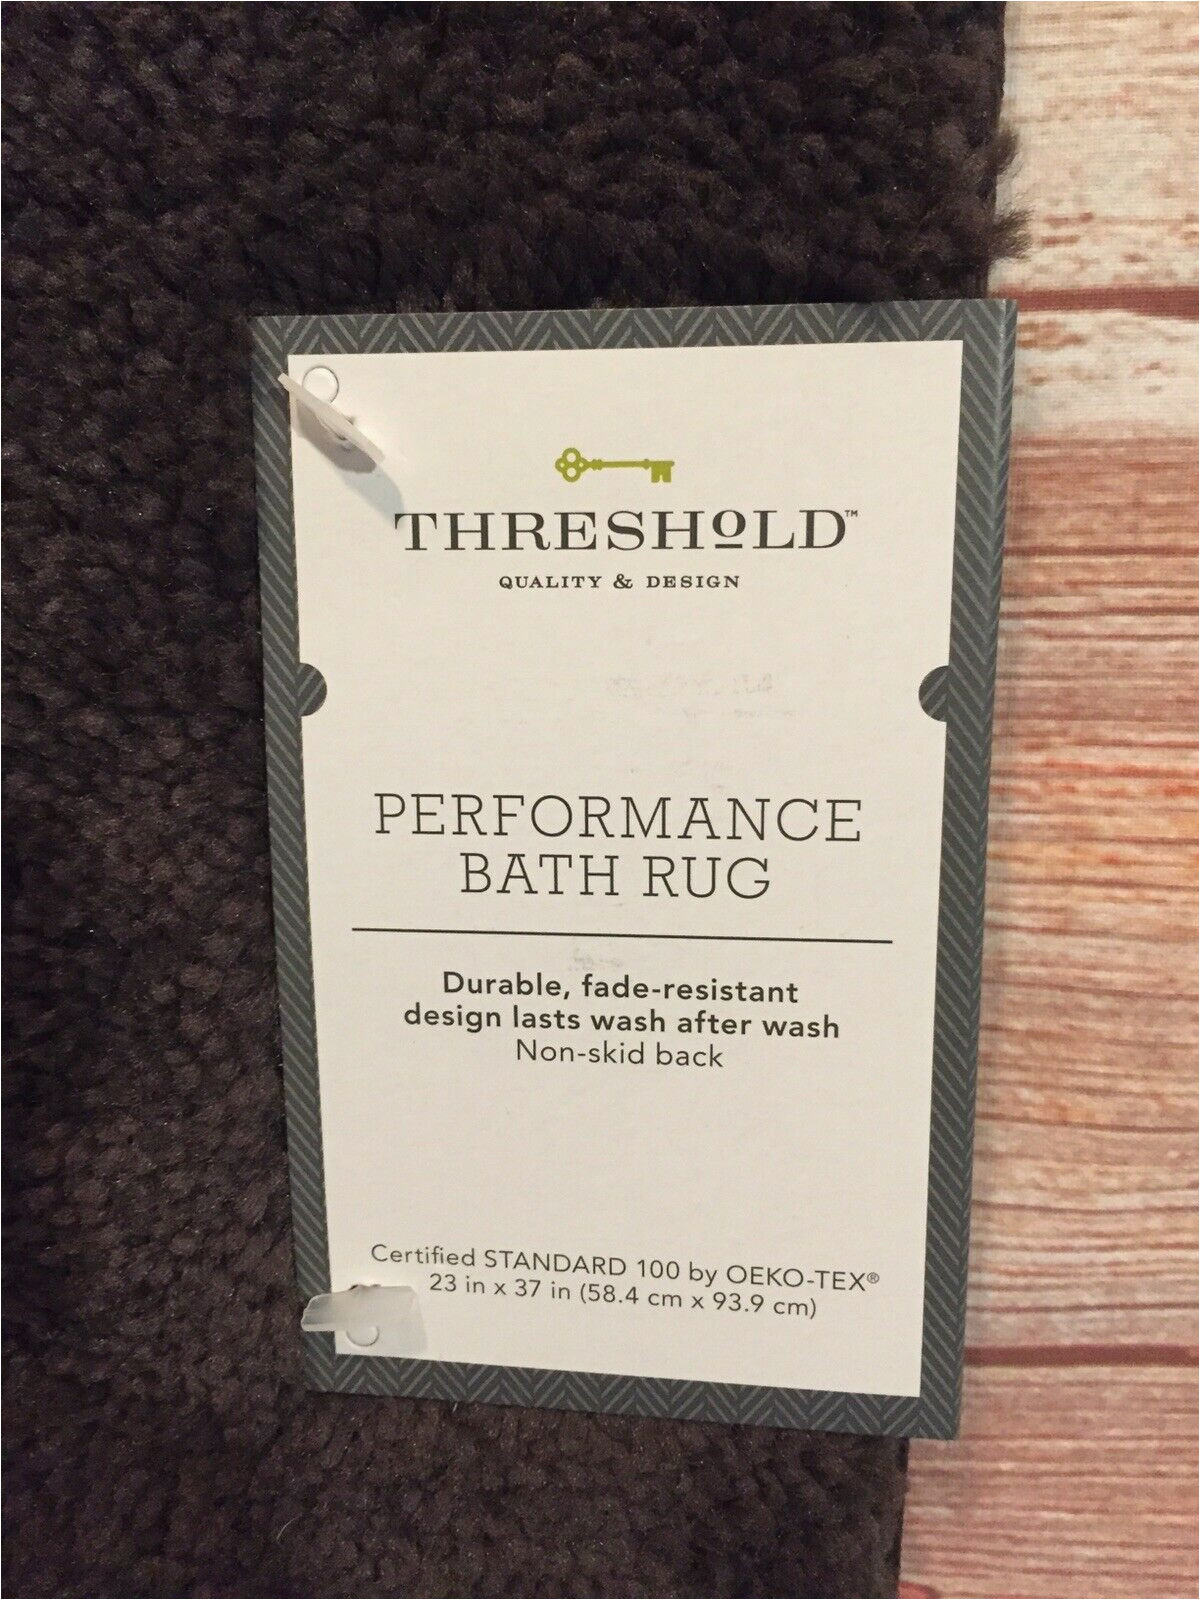 THRESHOLD™
QUALITY & DESIGN
PERFORMANCE
BATH RUG
Durable, fade-resistant
design lasts wash after wash
Non-skid back
Certified STANDARD 100 by OEKO-TEX®
23 in x 37 in (58.4 cm x 93.9 cm)